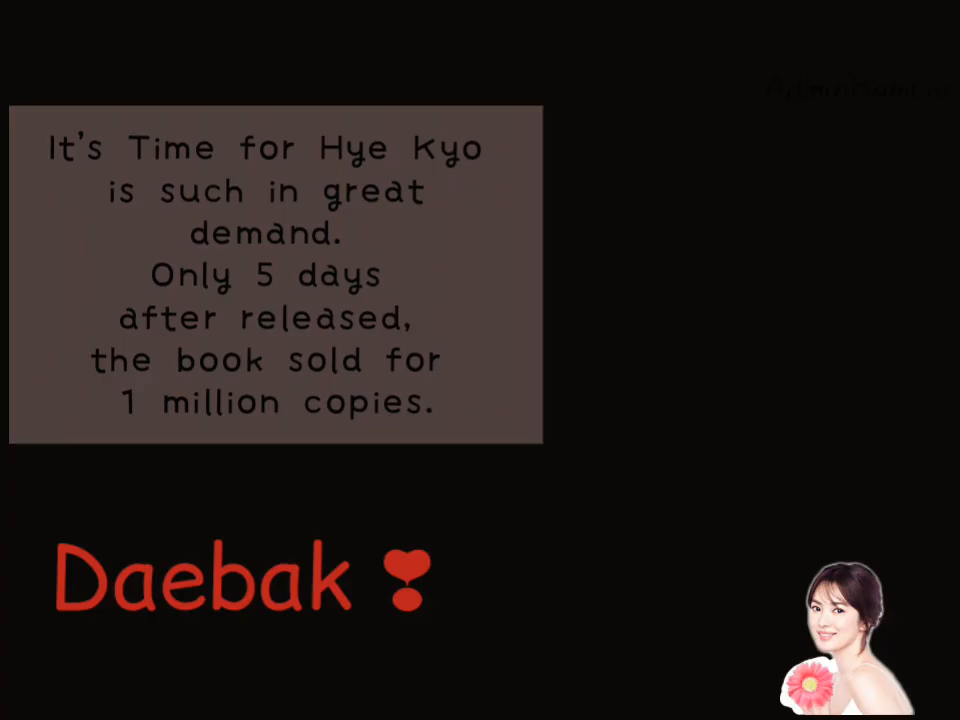 It's Time for Hye Kyo
is such in great
demand.
Only 5 days
after released,
the book sold for
1 million copies.
Daebak ❣